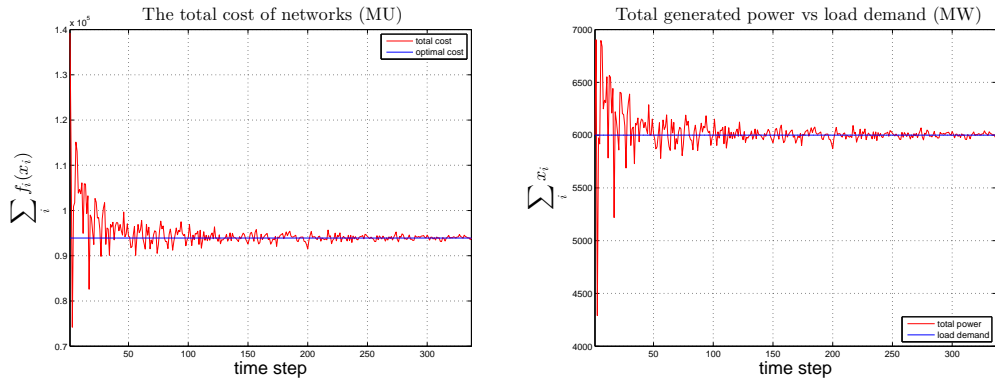 The total cost of networks (MU)
x 10^5
1.4
1.3
1.2
1.1
1
0.9
0.8
0.7
50 100 150 200 250 300
time step
∑_i f_i(x_i)
total cost
optimal cost
Total generated power vs load demand (MW)
7000
6500
6000
5500
5000
4500
4000
50 100 150 200 250 300
time step
∑_i x_i
total power
load demand